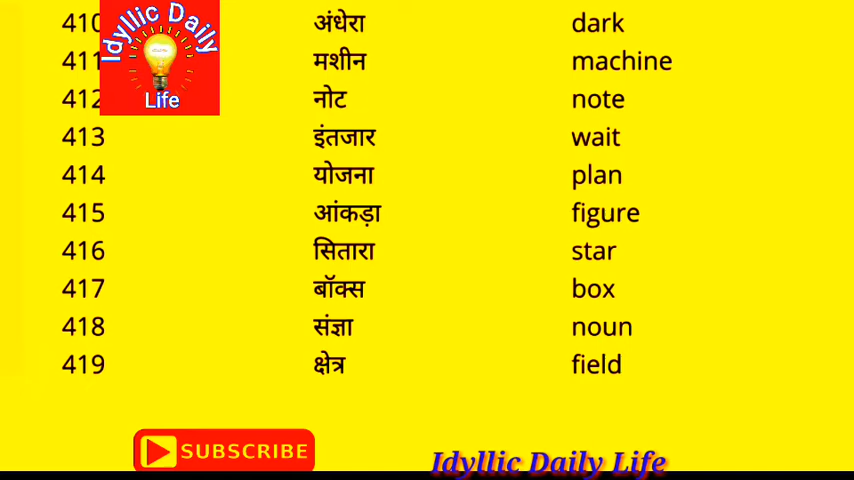 410 अंधेरा dark
411 मशीन machine
412 नोट note
413 इंतजार wait
414 योजना plan
415 आंकड़ा figure
416 सितारा star
417 बॉक्स box
418 संज्ञा noun
419 क्षेत्र field
Idyllic Daily
Life
SUBSCRIBE
Idyllic Daily Life